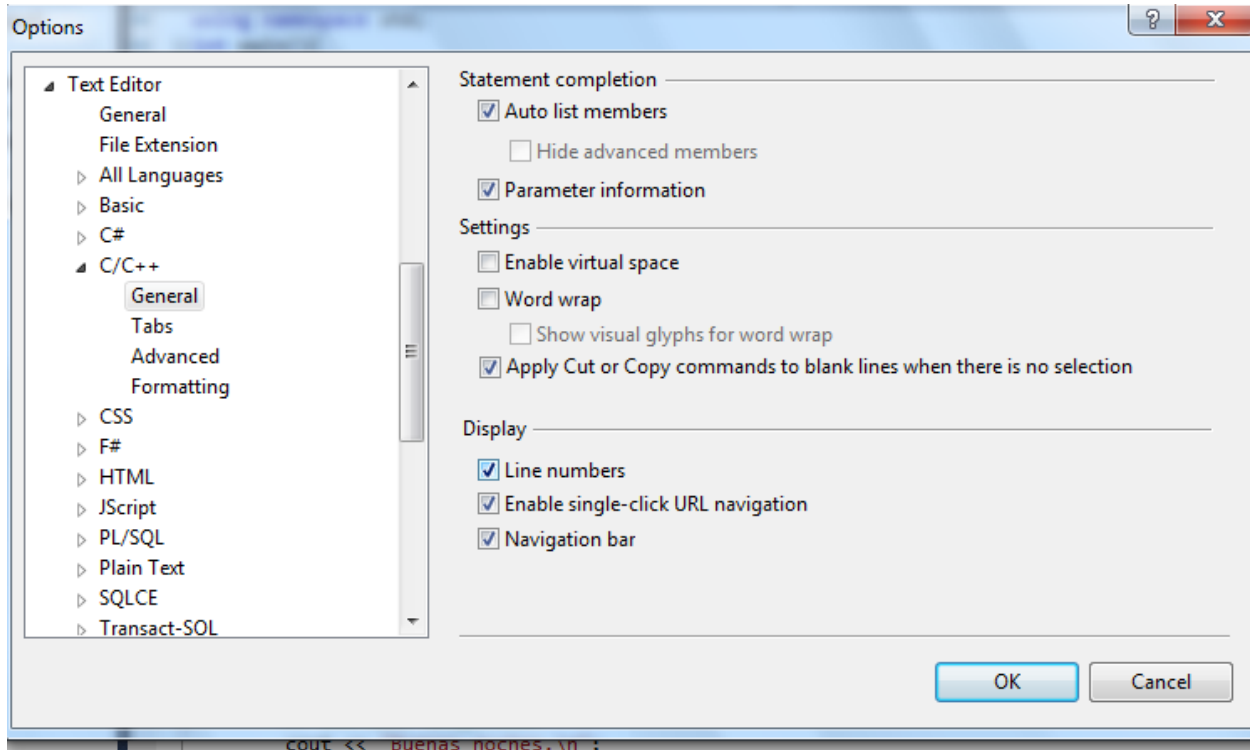 using namespace std;
Options
Text Editor
General
File Extension
All Languages
Basic
C#
C/C++
General
Tabs
Advanced
Formatting
CSS
F#
HTML
JScript
PL/SQL
Plain Text
SQLCE
Transact-SQL
Statement completion
Auto list members
Hide advanced members
Parameter information
Settings
Enable virtual space
Word wrap
Show visual glyphs for word wrap
Apply Cut or Copy commands to blank lines when there is no selection
Display
Line numbers
Enable single-click URL navigation
Navigation bar
OK
Cancel
cout << "Buenas noches.\n";